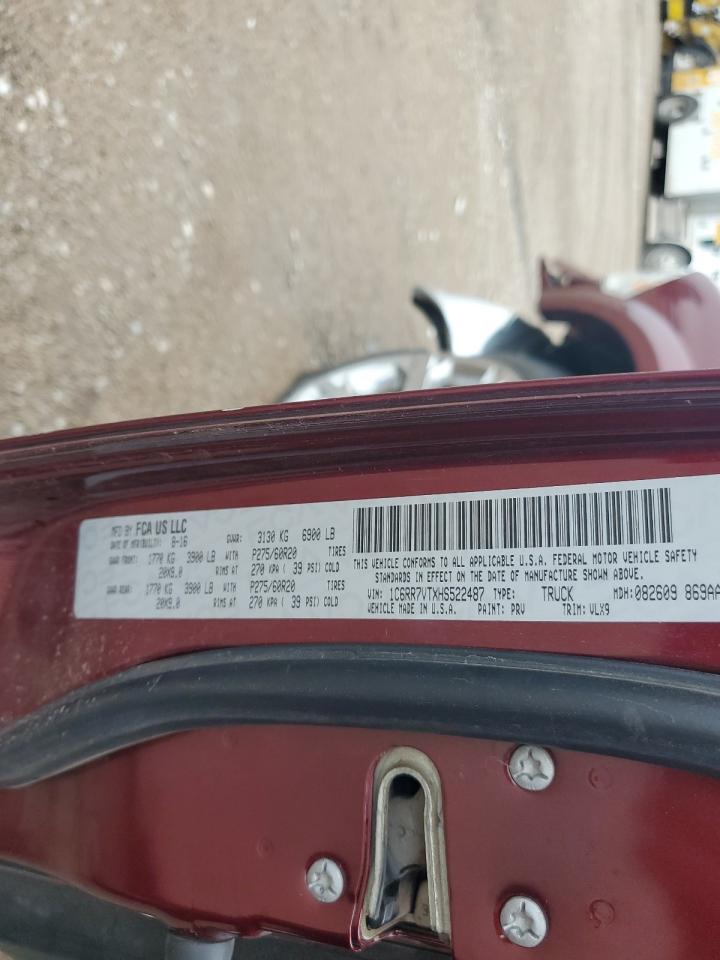 MFD BY FCA US LLC
DATE OF MFR(BUILD): 8-16 GVWR: 3130 KG 6900 LB
GAWR FRONT: 1770 KG 3900 LB WITH P275/60R20 TIRES
20X9.0 RIMS AT 270 KPA ( 39 PSI) COLD
GAWR REAR: 1770 KG 3900 LB WITH P275/60R20 TIRES
20X9.0 RIMS AT 270 KPA ( 39 PSI) COLD
THIS VEHICLE CONFORMS TO ALL APPLICABLE U.S.A. FEDERAL MOTOR VEHICLE SAFETY
STANDARDS IN EFFECT ON THE DATE OF MANUFACTURE SHOWN ABOVE.
VIN: 1C6RR7VTXHS522487 TYPE: TRUCK MDH:082609 869AA
VEHICLE MADE IN U.S.A. PAINT: PRV TRIM: VLX9